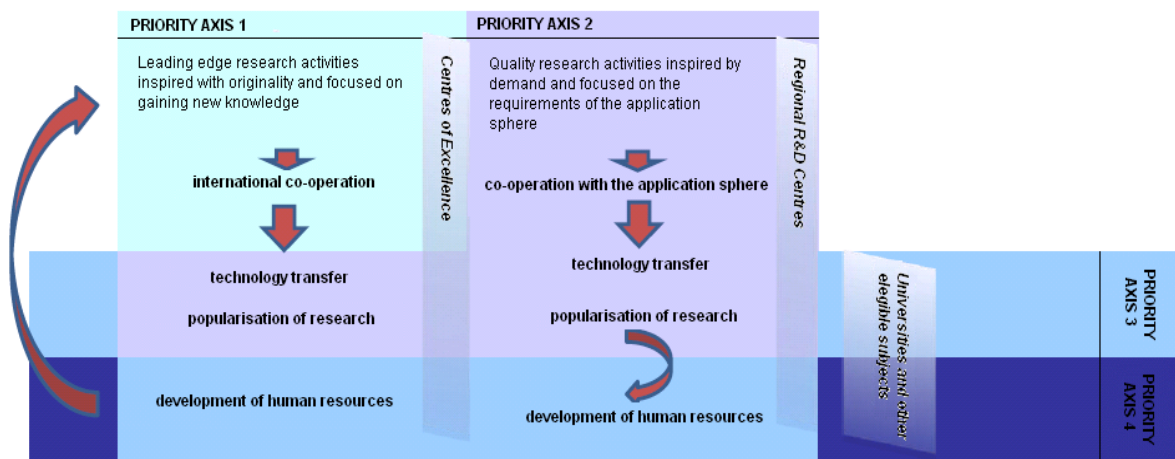 PRIORITY AXIS 1
Leading edge research activities
inspired with originality and focused on
gaining new knowledge
international co-operation
technology transfer
popularisation of research
development of human resources
Centres of Excellence
PRIORITY AXIS 2
Quality research activities inspired by
demand and focused on the
requirements of the application
sphere
co-operation with the application sphere
technology transfer
popularisation of research
development of human resources
Regional R&D Centres
Universities and other
elegible subjects
PRIORITY
AXIS 3
PRIORITY
AXIS 4